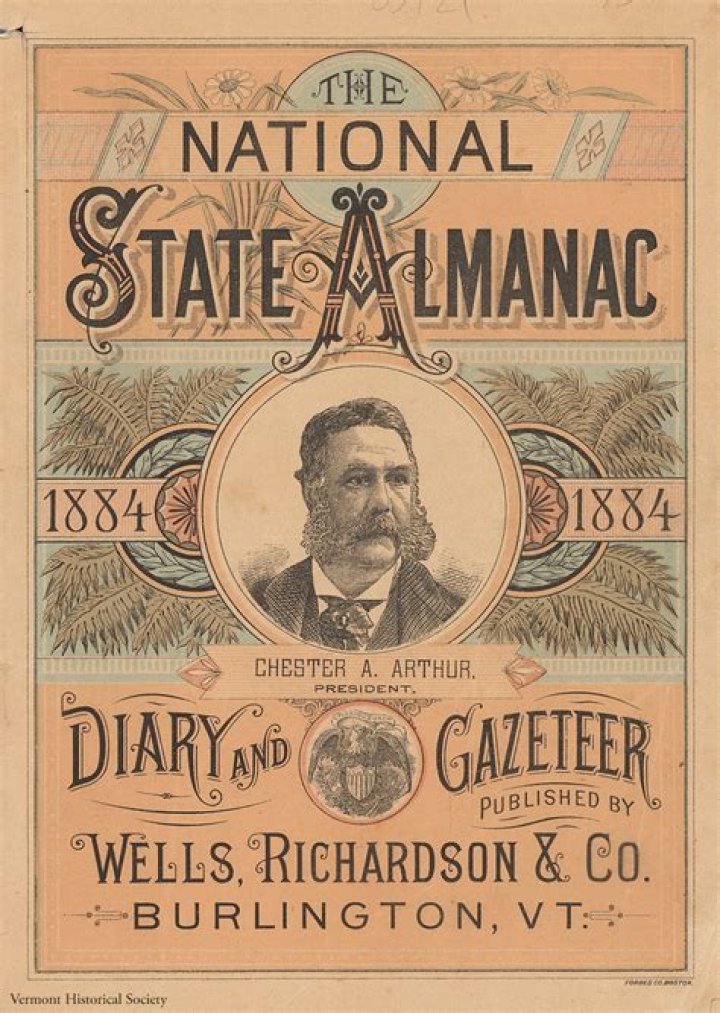 THE
NATIONAL
STATE ALMANAC
1884 1884
CHESTER A. ARTHUR.
PRESIDENT.
DIARY AND GAZETEER
PUBLISHED BY
WELLS, RICHARDSON & CO.
BURLINGTON, VT.
FORBES CO. BOSTON.
Vermont Historical Society